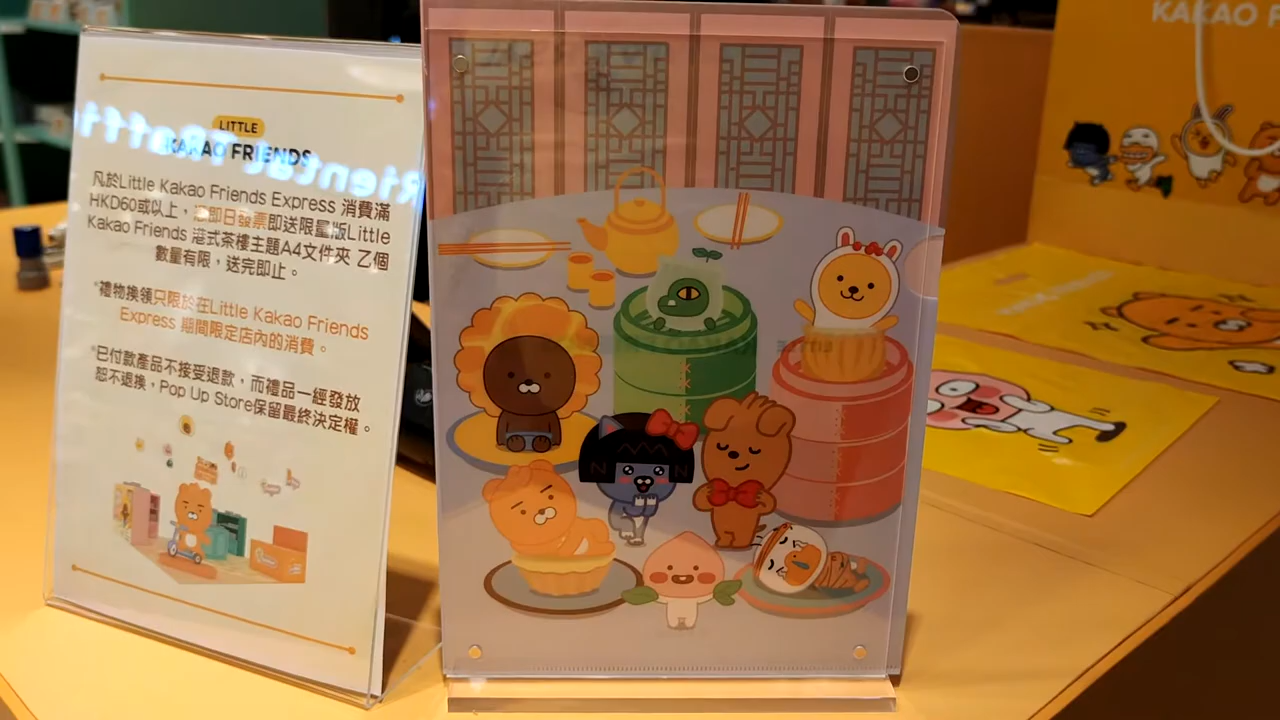 LITTLE
KAKAO FRIENDS
凡於Little Kakao Friends Express 消費滿
HKD60或以上，即日發票即送限量版Little
Kakao Friends 港式茶樓主題A4文件夾 乙個
數量有限，送完即止。
*禮物換領只限於在Little Kakao Friends
Express 期間限定店內的消費。
*已付款產品不接受退款，而禮品一經發放
恕不退換，Pop Up Store保留最終決定權。
KAKAO F